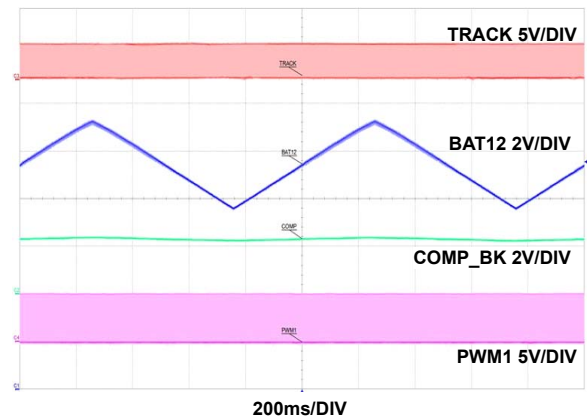 TRACK 5V/DIV
TRACK
BAT12
BAT12 2V/DIV
COMP
COMP_BK 2V/DIV
PWM1
PWM1 5V/DIV
200ms/DIV